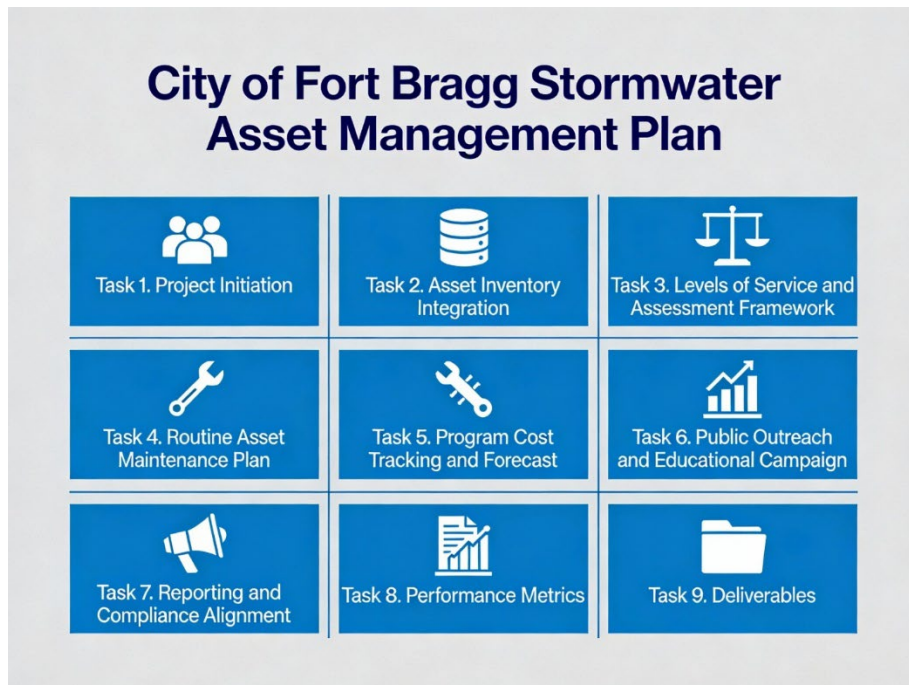 City of Fort Bragg Stormwater
Asset Management Plan
Task 1. Project Initiation
Task 2. Asset Inventory
Integration
Task 3. Levels of Service and
Assessment Framework
Task 4. Routine Asset
Maintenance Plan
Task 5. Program Cost
Tracking and Forecast
Task 6. Public Outreach
and Educational Campaign
Task 7. Reporting and
Compliance Alignment
Task 8. Performance Metrics
Task 9. Deliverables